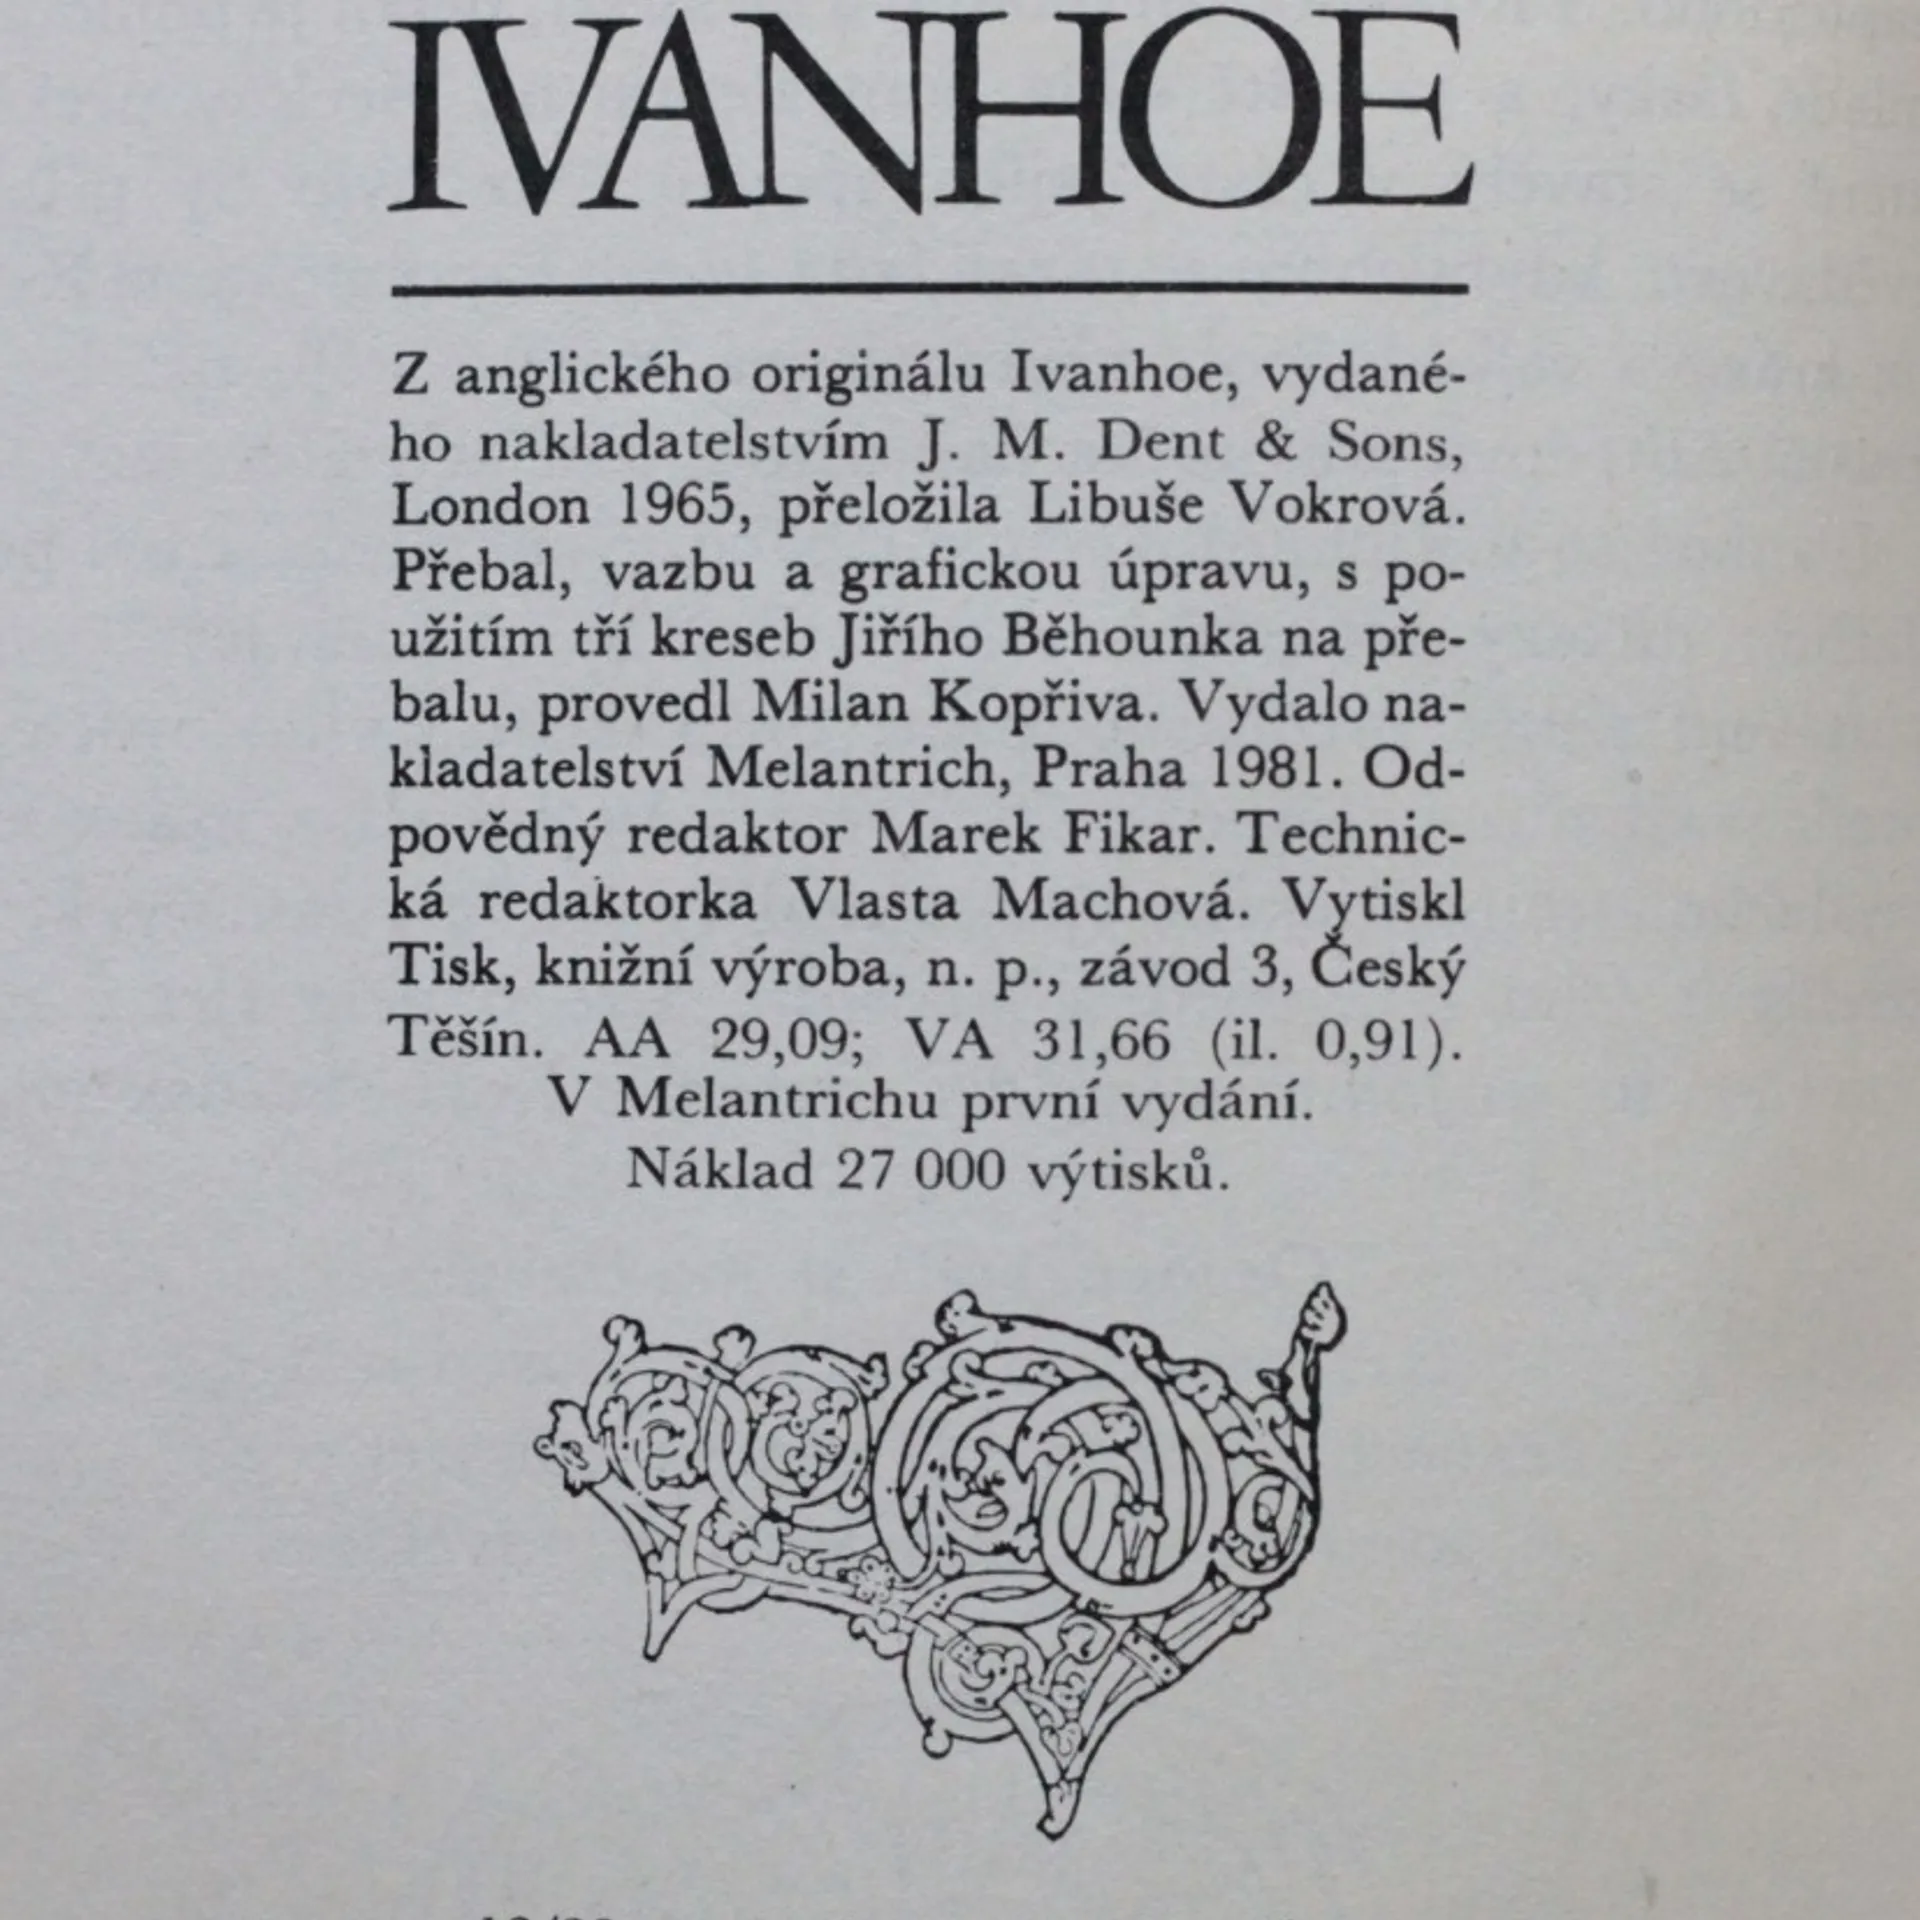 IVANHOE
Z anglického originálu Ivanhoe, vydané-
ho nakladatelstvím J. M. Dent & Sons,
London 1965, přeložila Libuše Vokrová.
Přebal, vazbu a grafickou úpravu, s po-
užitím tří kreseb Jiřího Běhounka na pře-
balu, provedl Milan Kopřiva. Vydalo na-
kladatelství Melantrich, Praha 1981. Od-
povědný redaktor Marek Fikar. Technic-
ká redaktorka Vlasta Machová. Vytiskl
Tisk, knižní výroba, n. p., závod 3, Český
Těšín. AA 29,09; VA 31,66 (il. 0,91).
V Melantrichu první vydání.
Náklad 27 000 výtisků.